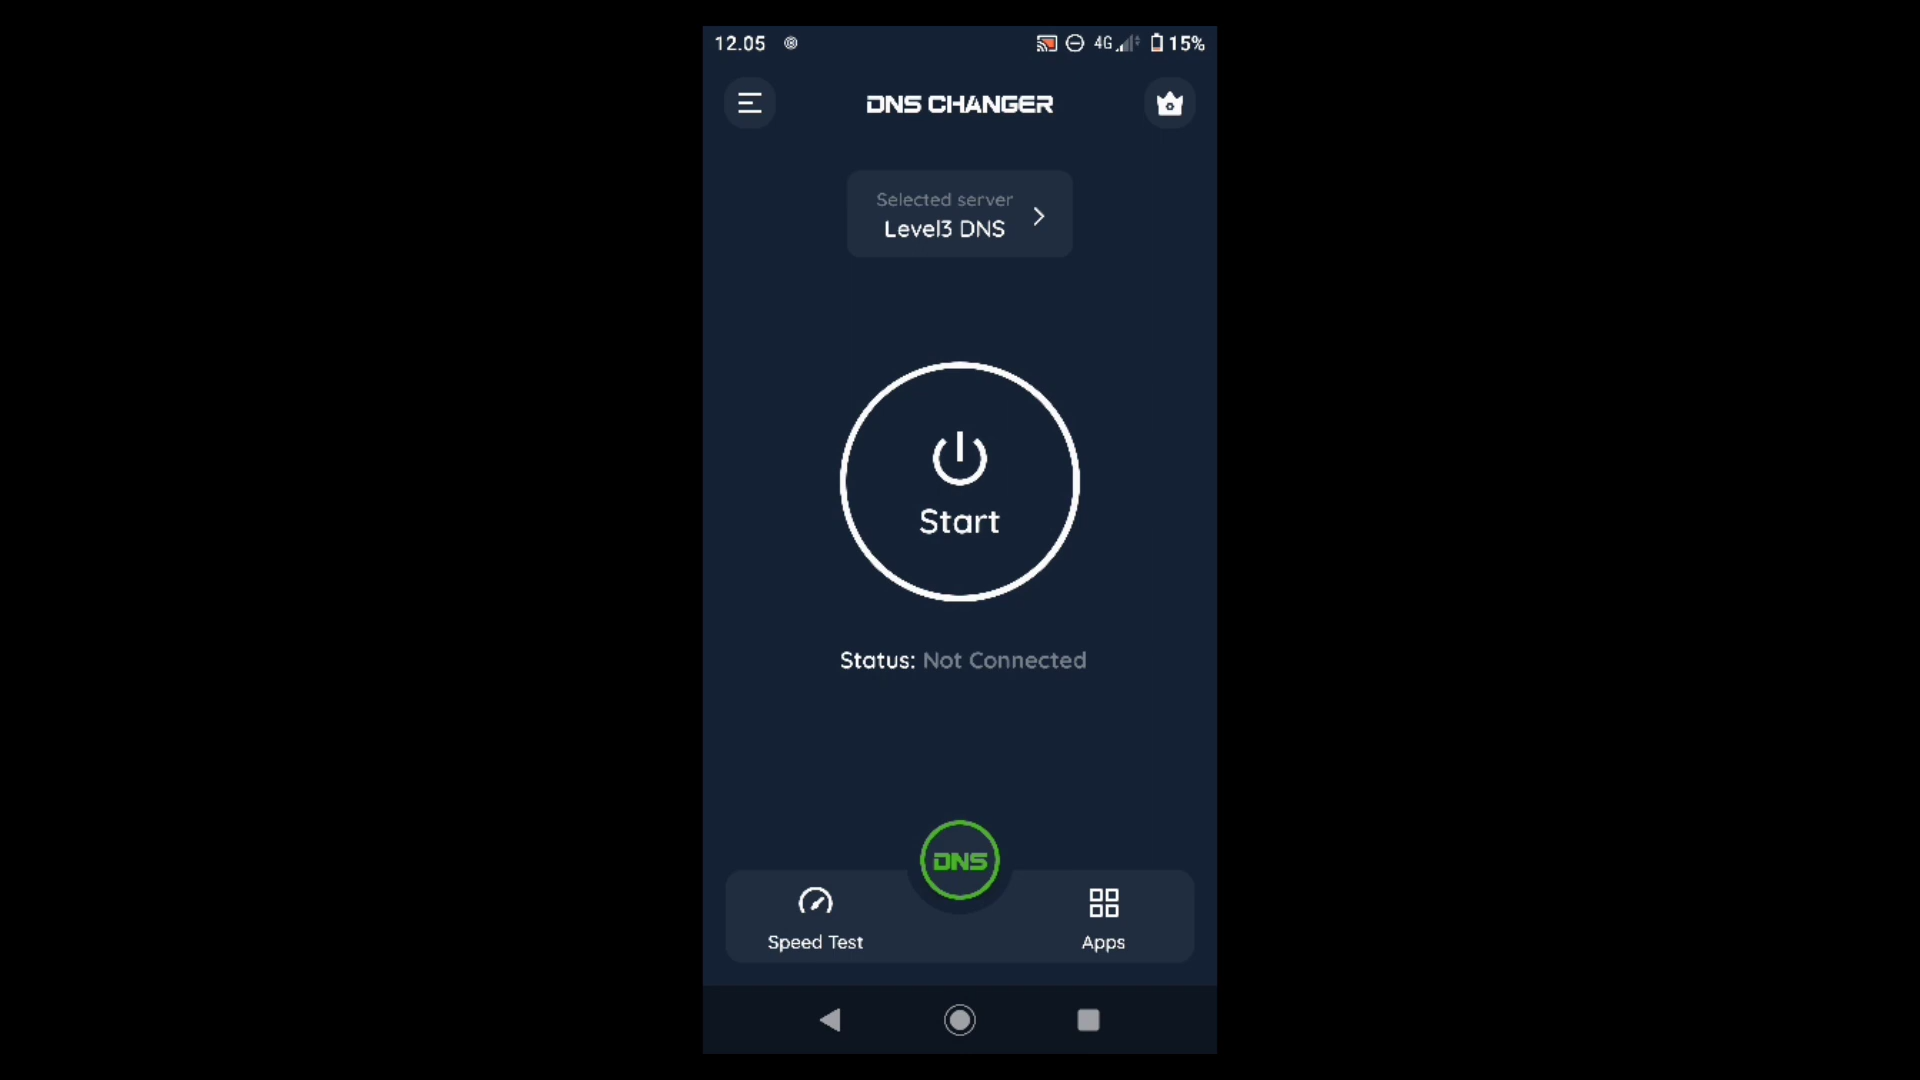 12.05
4G
15%
DNS CHANGER
Selected server
Level3 DNS
Start
Status: Not Connected
DNS
Speed Test
Apps